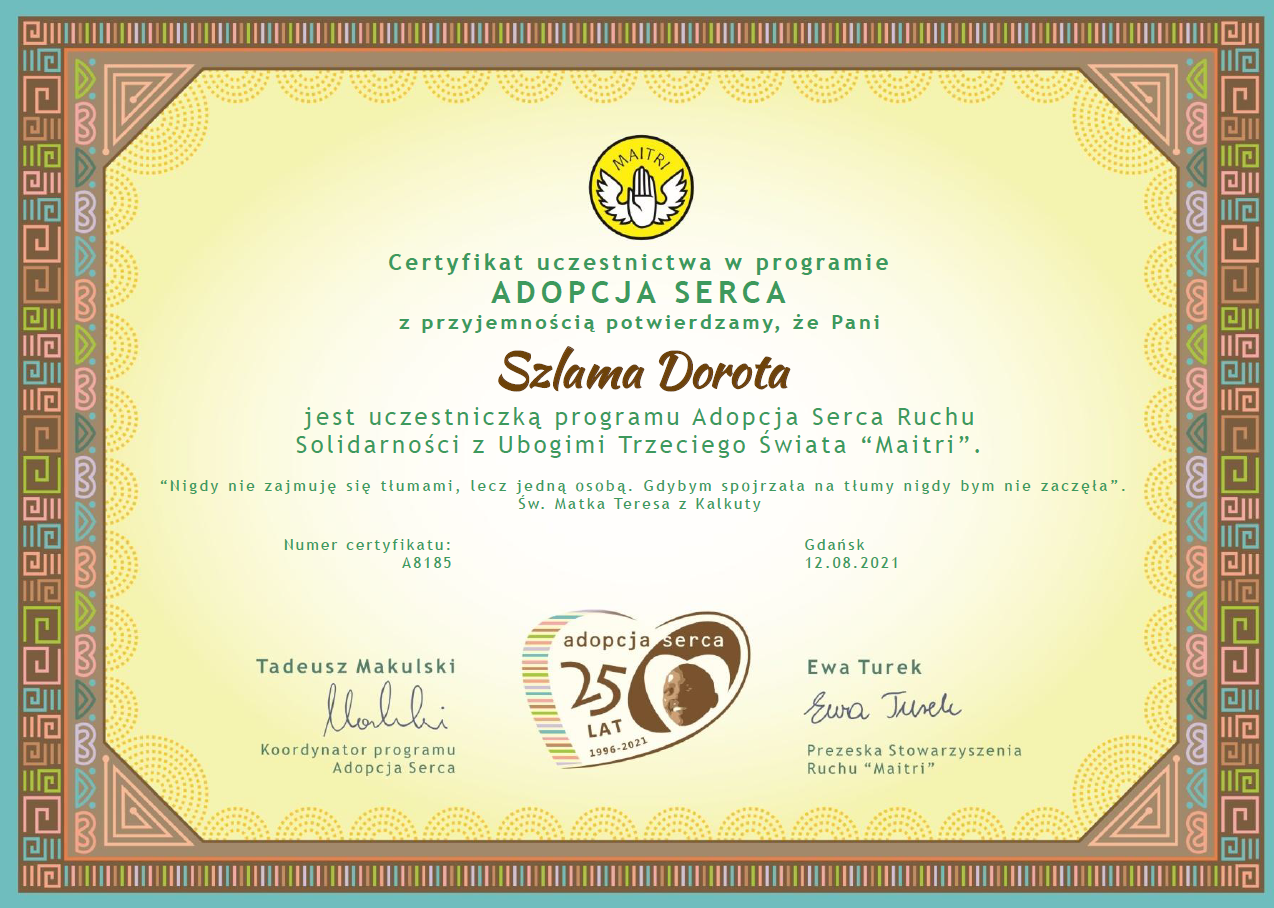 MAITRI
Certyfikat uczestnictwa w programie
ADOPCJA SERCA
z przyjemnością potwierdzamy, że Pani
Szlama Dorota
jest uczestniczką programu Adopcja Serca Ruchu
Solidarności z Ubogimi Trzeciego Świata “Maitri”.
“Nigdy nie zajmuję się tłumami, lecz jedną osobą. Gdybym spojrzała na tłumy nigdy bym nie zaczęła”.
Św. Matka Teresa z Kalkuty
Numer certyfikatu:
A8185
Gdańsk
12.08.2021
adopcja serca
25
LAT
1996-2021
Tadeusz Makulski
Makulski
Koordynator programu
Adopcja Serca
Ewa Turek
Ewa Turek
Prezeska Stowarzyszenia
Ruchu “Maitri”